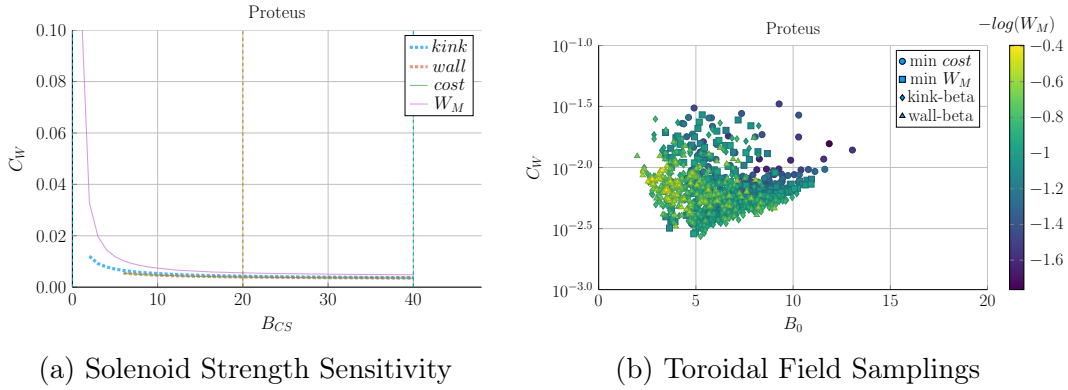 Proteus
0.10
0.08
0.06
0.04
0.02
0.00
C_W
0
10
20
30
40
B_{CS}
kink
wall
cost
W_M
(a) Solenoid Strength Sensitivity
Proteus
10^{−1.0}
10^{−1.5}
10^{−2.0}
10^{−2.5}
10^{−3.0}
C_W
0
5
10
15
20
B_0
min cost
min W_M
kink-beta
wall-beta
−log(W_M)
−0.4
−0.6
−0.8
−1
−1.2
−1.4
−1.6
(b) Toroidal Field Samplings